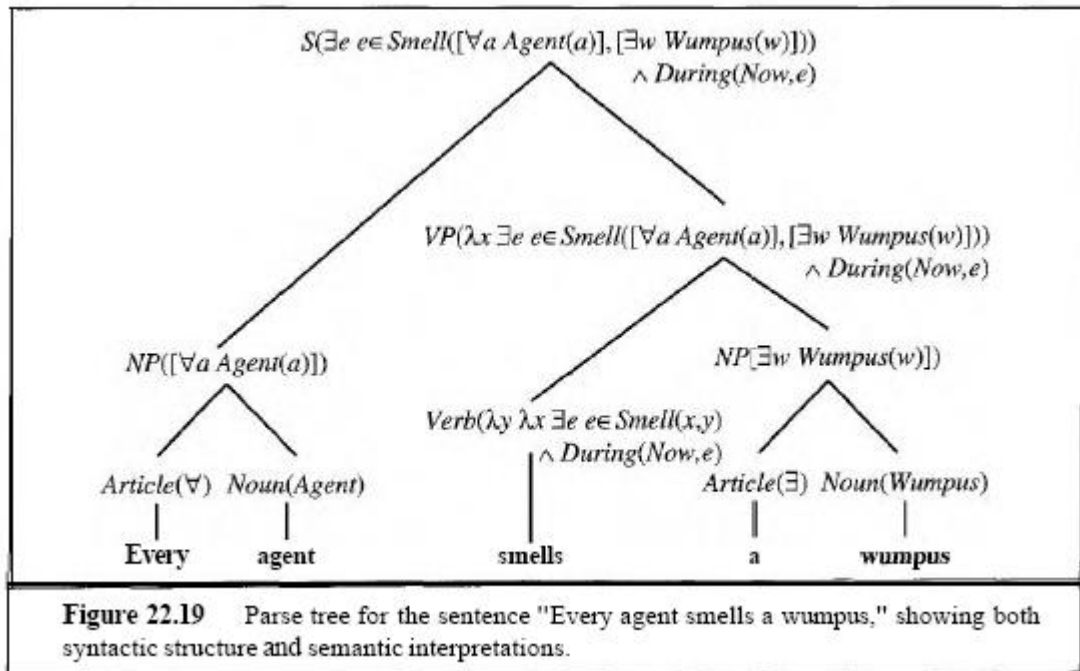 S(∃e e∈Smell([∀a Agent(a)],[∃w Wumpus(w)]))
∧ During(Now,e)
VP(λx ∃e e∈Smell([∀a Agent(a)],[∃w Wumpus(w)]))
∧ During(Now,e)
NP([∀a Agent(a)])
NP[∃w Wumpus(w)])
Verb(λy λx ∃e e∈Smell(x,y)
∧ During(Now,e)
Article(∀) Noun(Agent)
Article(∃) Noun(Wumpus)
Every agent smells a wumpus
Figure 22.19 Parse tree for the sentence "Every agent smells a wumpus," showing both
syntactic structure and semantic interpretations.